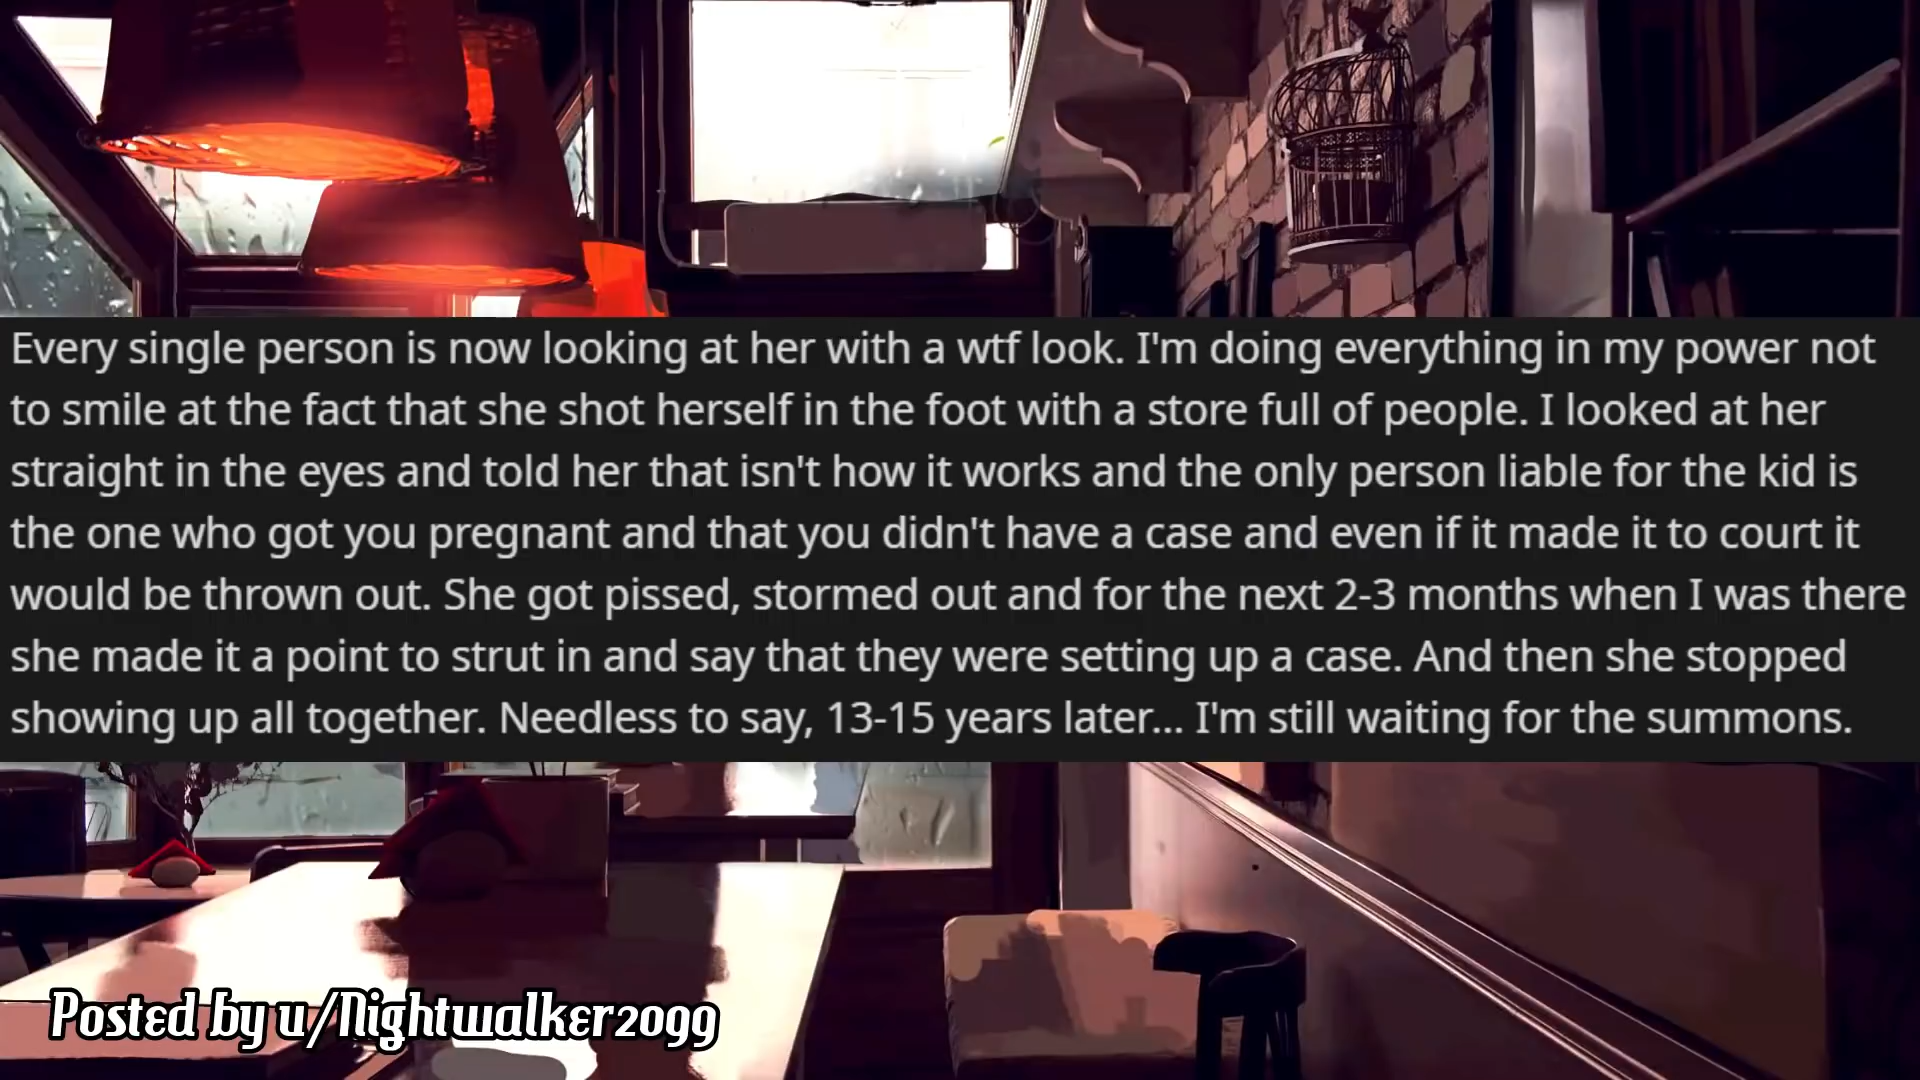 Every single person is now looking at her with a wtf look. I'm doing everything in my power not
to smile at the fact that she shot herself in the foot with a store full of people. I looked at her
straight in the eyes and told her that isn't how it works and the only person liable for the kid is
the one who got you pregnant and that you didn't have a case and even if it made it to court it
would be thrown out. She got pissed, stormed out and for the next 2-3 months when I was there
she made it a point to strut in and say that they were setting up a case. And then she stopped
showing up all together. Needless to say, 13-15 years later... I'm still waiting for the summons.
Posted by u/Nightwalker2099